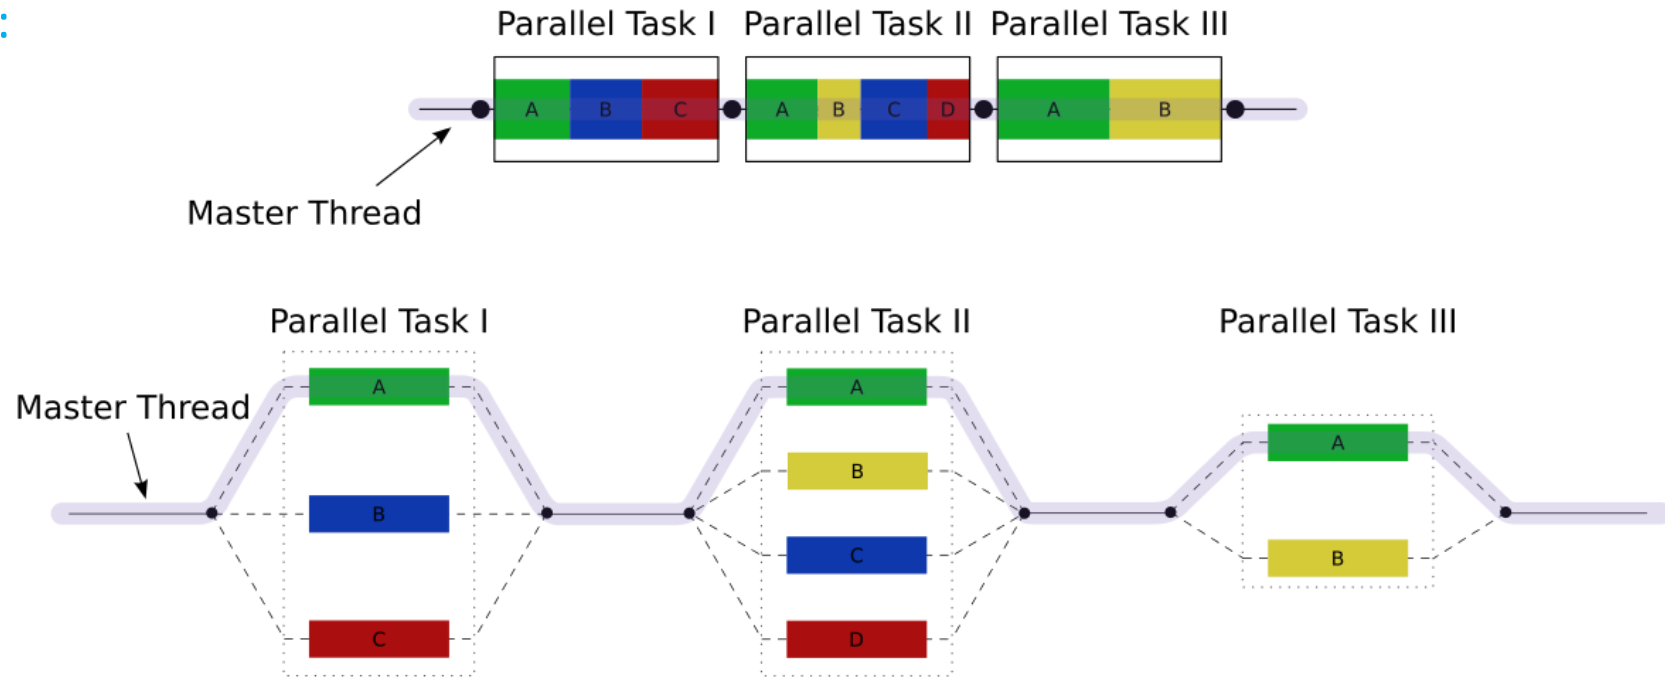 :
Parallel Task I Parallel Task II Parallel Task III
A B C A B C D A B
Master Thread
Parallel Task I Parallel Task II Parallel Task III
Master Thread
A A
A
B
B
C
B
C D